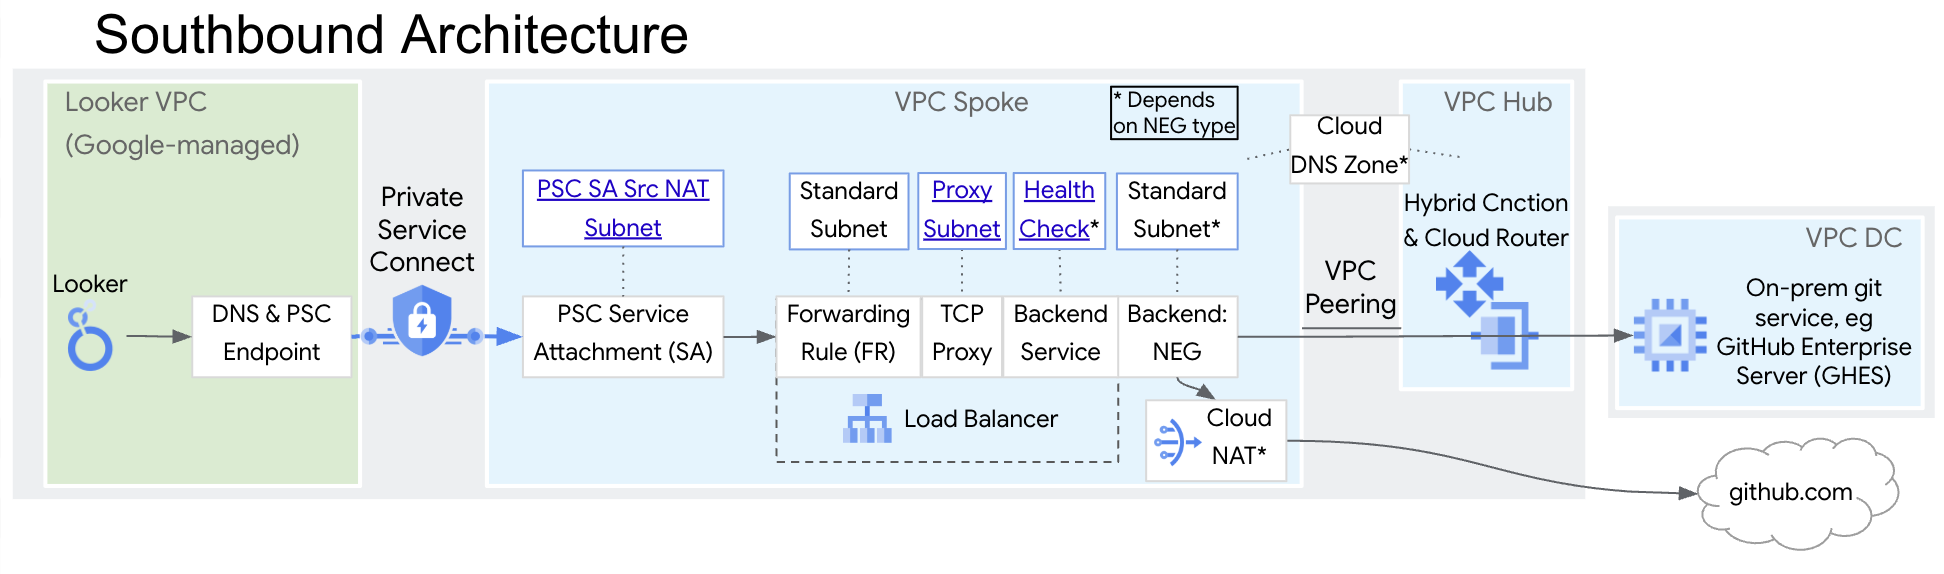 Southbound Architecture
Looker VPC
(Google-managed)
VPC Spoke
* Depends
on NEG type
Cloud
DNS Zone*
VPC Hub
Private
Service
Connect
PSC SA Src NAT
Subnet
Standard
Subnet
Proxy
Subnet
Health
Check*
Standard
Subnet*
Hybrid Cnction
& Cloud Router
VPC DC
Looker
DNS & PSC
Endpoint
PSC Service
Attachment (SA)
Forwarding
Rule (FR)
TCP
Proxy
Backend
Service
Backend:
NEG
VPC
Peering
On-prem git
service, eg
GitHub Enterprise
Server (GHES)
Load Balancer
Cloud
NAT*
github.com